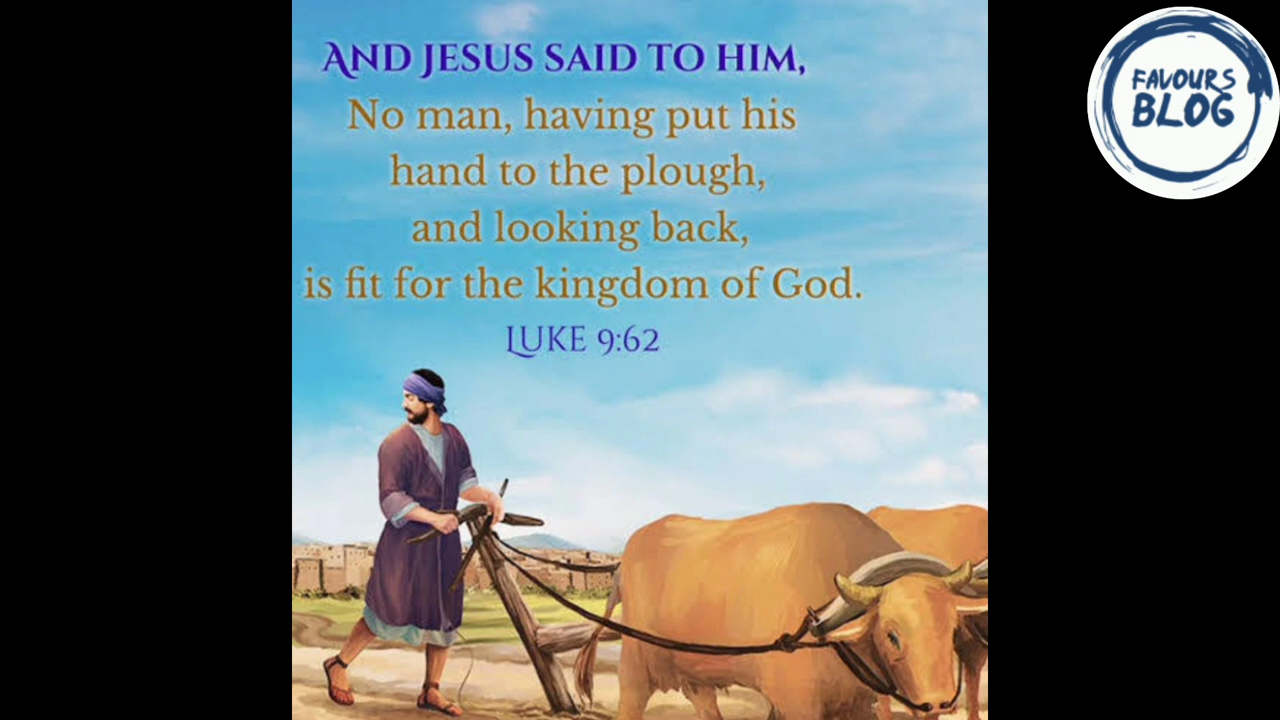 AND JESUS SAID TO HIM,
No man, having put his
hand to the plough,
and looking back,
is fit for the kingdom of God.
LUKE 9:62
FAVOURS
BLOG